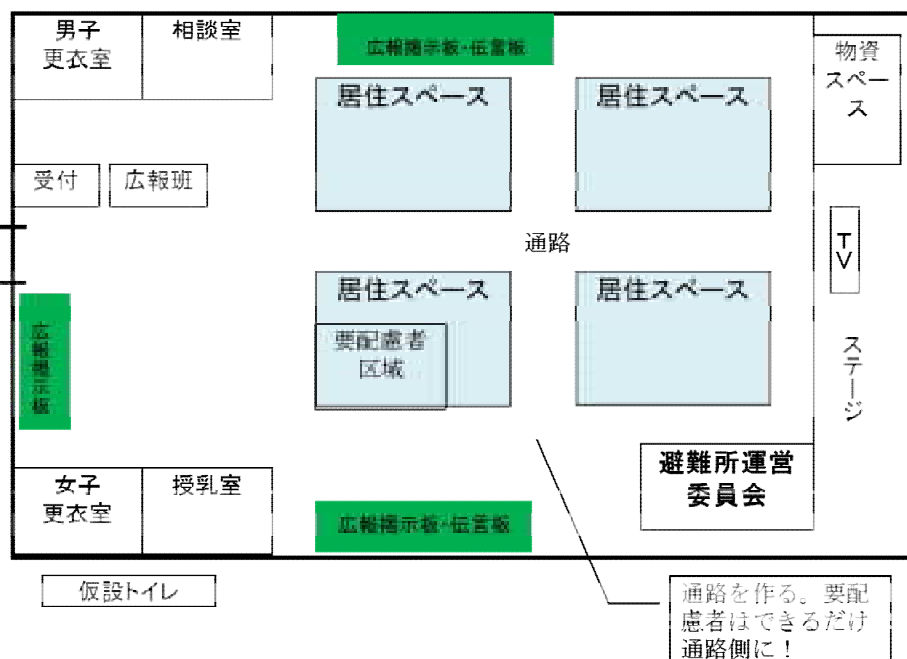 男子
更衣室
相談室
広報掲示板・伝言板
物資
スペー
ス
居住スペース
居住スペース
受付
広報班
通路
TV
居住スペース
居住スペース
要配慮者
区域
広報掲示板
ステージ
避難所運営
委員会
女子
更衣室
授乳室
広報掲示板・伝言板
仮設トイレ
通路を作る。要配
慮者はできるだけ
通路側に！